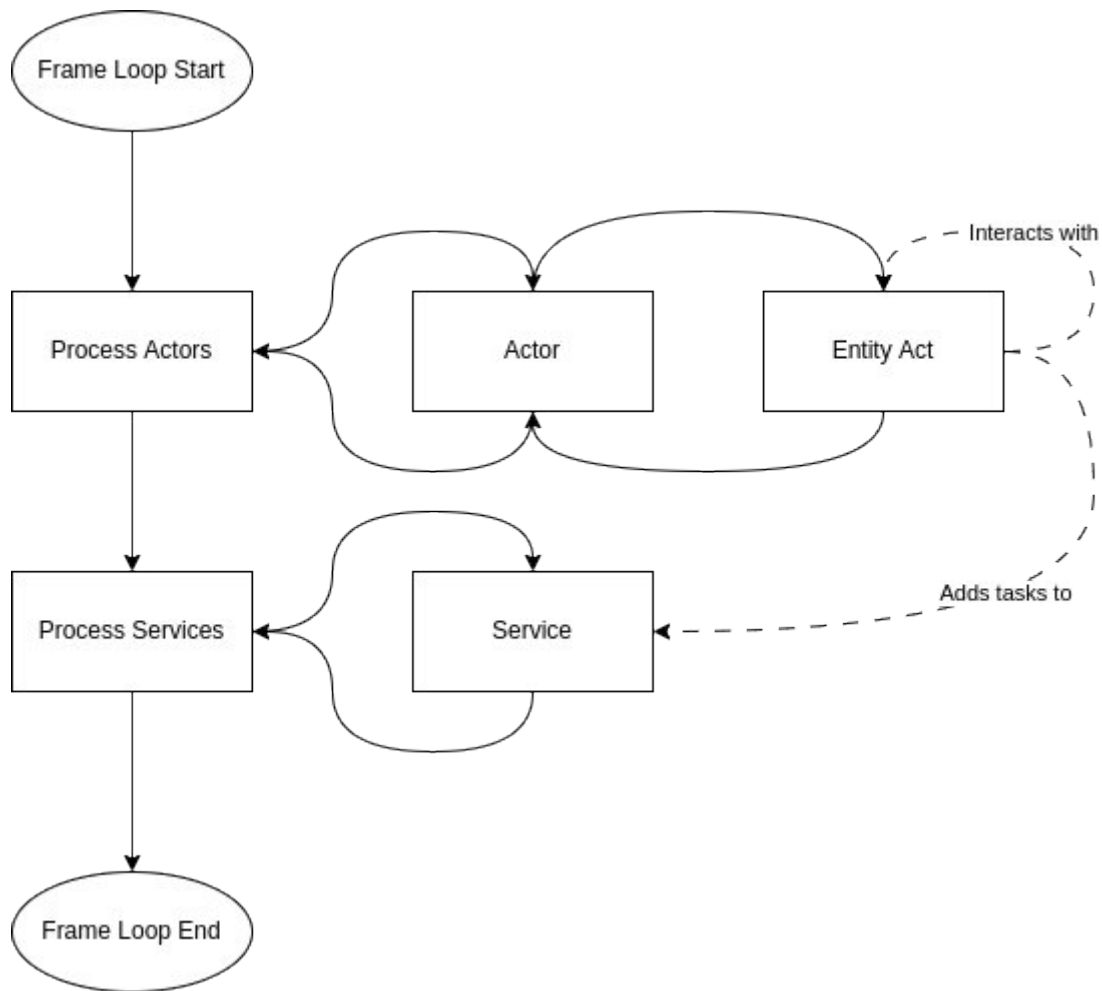 Frame Loop Start
Interacts with
Process Actors
Actor
Entity Act
Adds tasks to
Process Services
Service
Frame Loop End